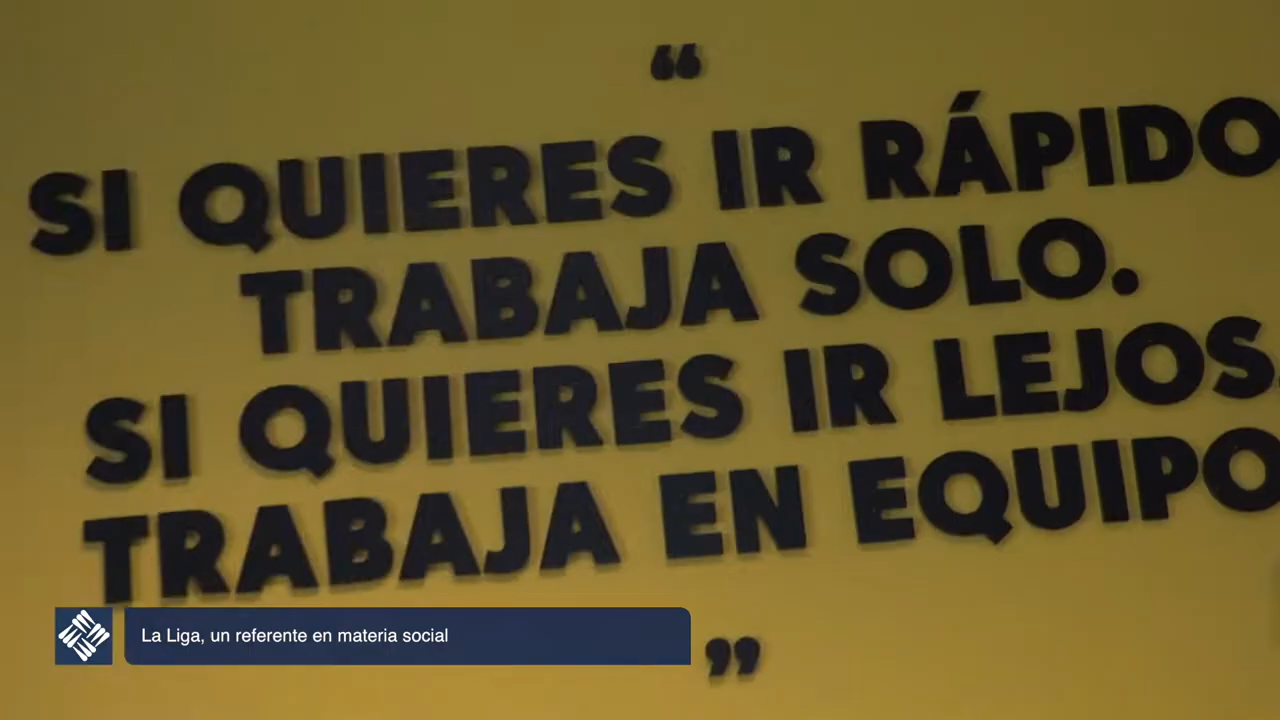 “
SI QUIERES IR RÁPIDO
TRABAJA SOLO.
SI QUIERES IR LEJOS,
TRABAJA EN EQUIPO
”
La Liga, un referente en materia social